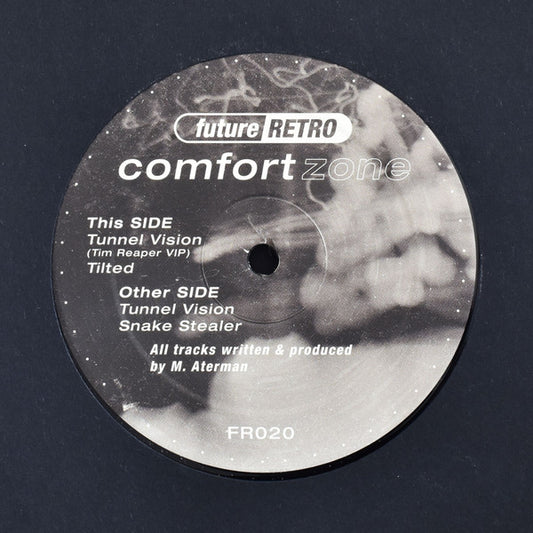 future RETRO
comfort zone
This SIDE
Tunnel Vision
(Tim Reaper VIP)
Tilted
Other SIDE
Tunnel Vision
Snake Stealer
All tracks written & produced
by M. Aterman
FR020